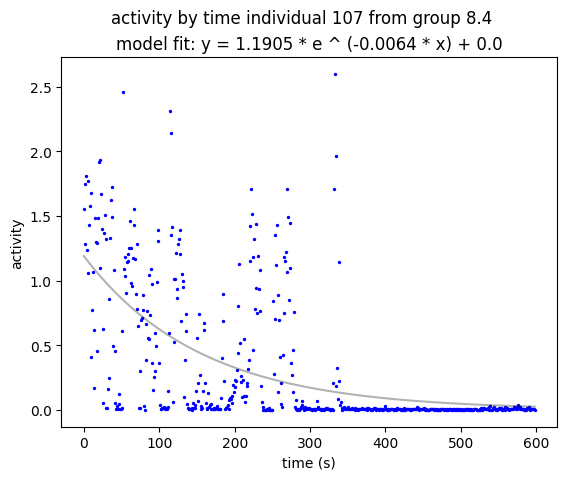 activity by time individual 107 from group 8.4
model fit: y = 1.1905 * e ^ (-0.0064 * x) + 0.0
2.5
2.0
1.5
1.0
0.5
0.0
activity
0 100 200 300 400 500 600
time (s)